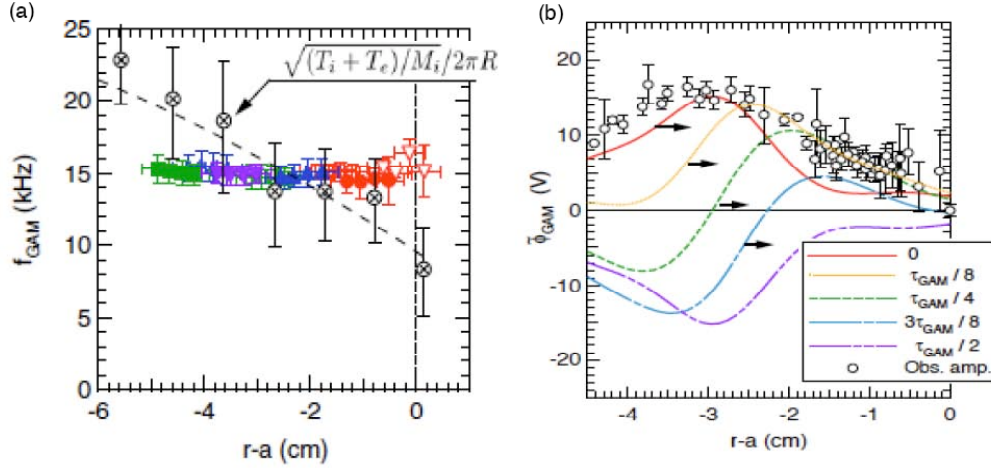 (a)
25
20
15
10
5
0
f_GAM (kHz)
√(T_i + T_e)/M_i/2πR
-6
-4
-2
0
2
r-a (cm)
(b)
20
10
0
-10
-20
φ̃_GAM (V)
0
τ_GAM / 8
τ_GAM / 4
3τ_GAM / 8
τ_GAM / 2
Obs. amp.
-4
-3
-2
-1
0
r-a (cm)